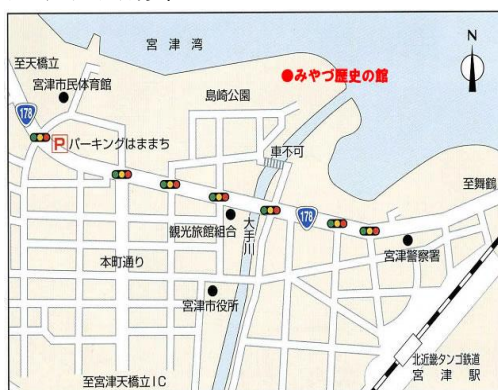 宮津湾
N
至天橋立
宮津市民体育館
●みやづ歴史の館
島崎公園
178
P パーキングはままち
車不可
至舞鶴
178
観光旅館組合
大手川
宮津警察署
本町通り
宮津市役所
北近畿タンゴ鉄道
宮津駅
至宮津天橋立IC